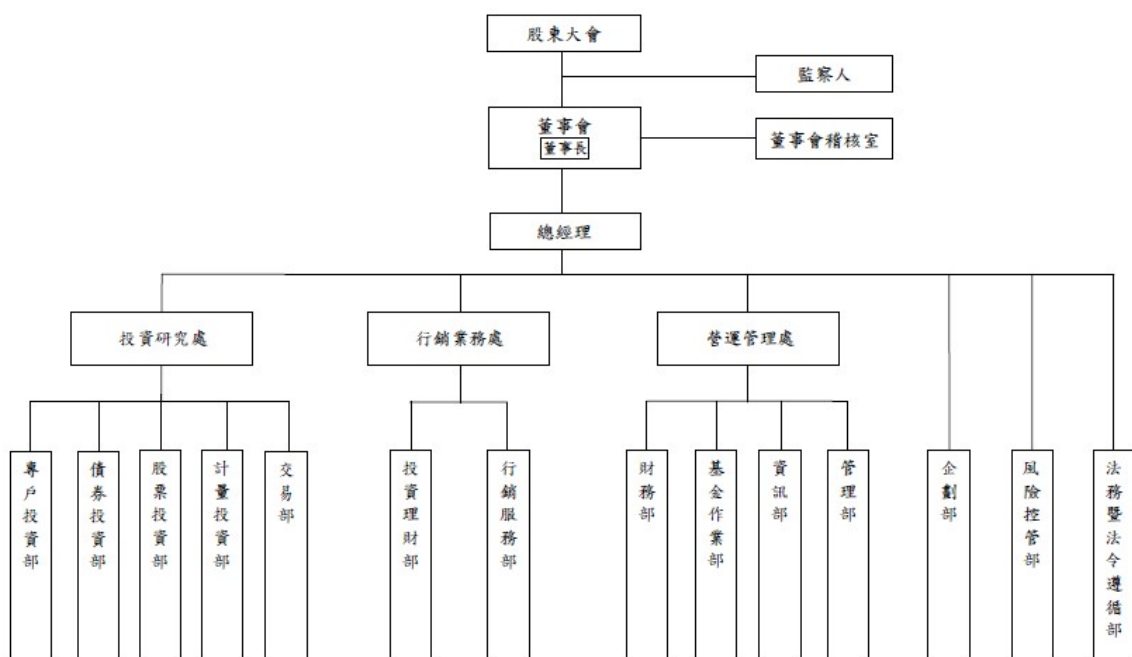 股東大會
監察人
董事會
董事長
董事會稽核室
總經理
投資研究處
行銷業務處
營運管理處
專戶投資部
債券投資部
股票投資部
計量投資部
交易部
投資理財部
行銷服務部
財務部
基金作業部
資訊部
管理部
企劃部
風險控管部
法務暨法令遵循部